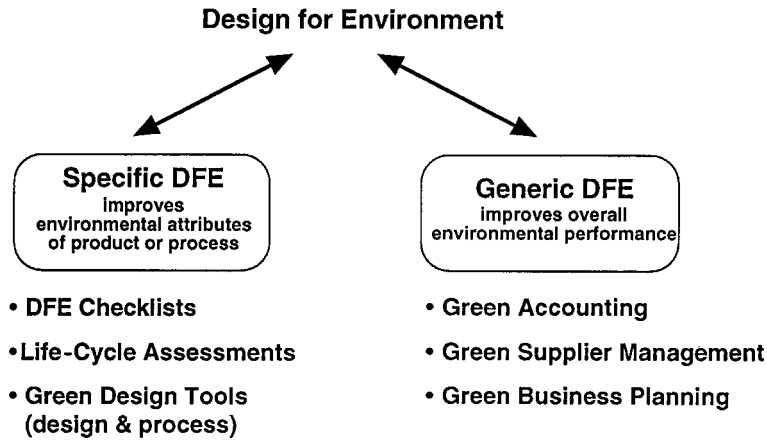 Design for Environment
Specific DFE
improves
environmental attributes
of product or process
• DFE Checklists
•Life-Cycle Assessments
• Green Design Tools
(design & process)
Generic DFE
improves overall
environmental performance
• Green Accounting
• Green Supplier Management
• Green Business Planning